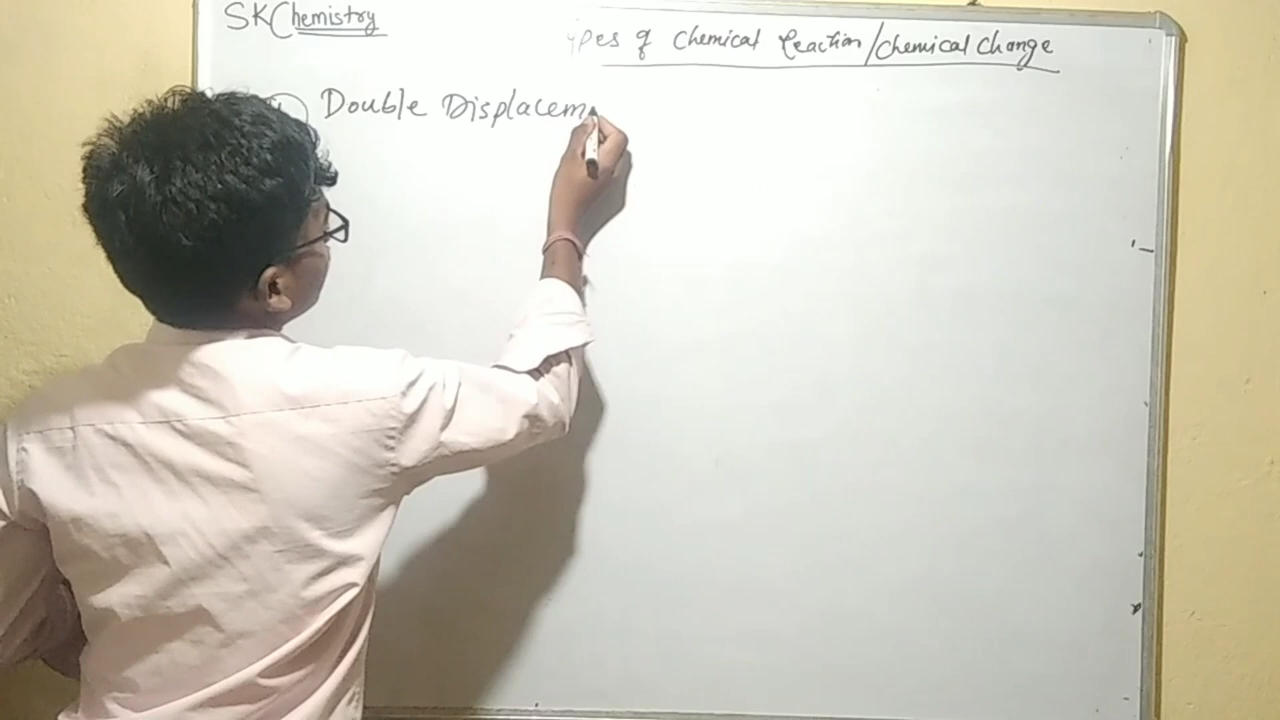 SK Chemistry
ypes of Chemical reaction/Chemical Change
Double Displacem